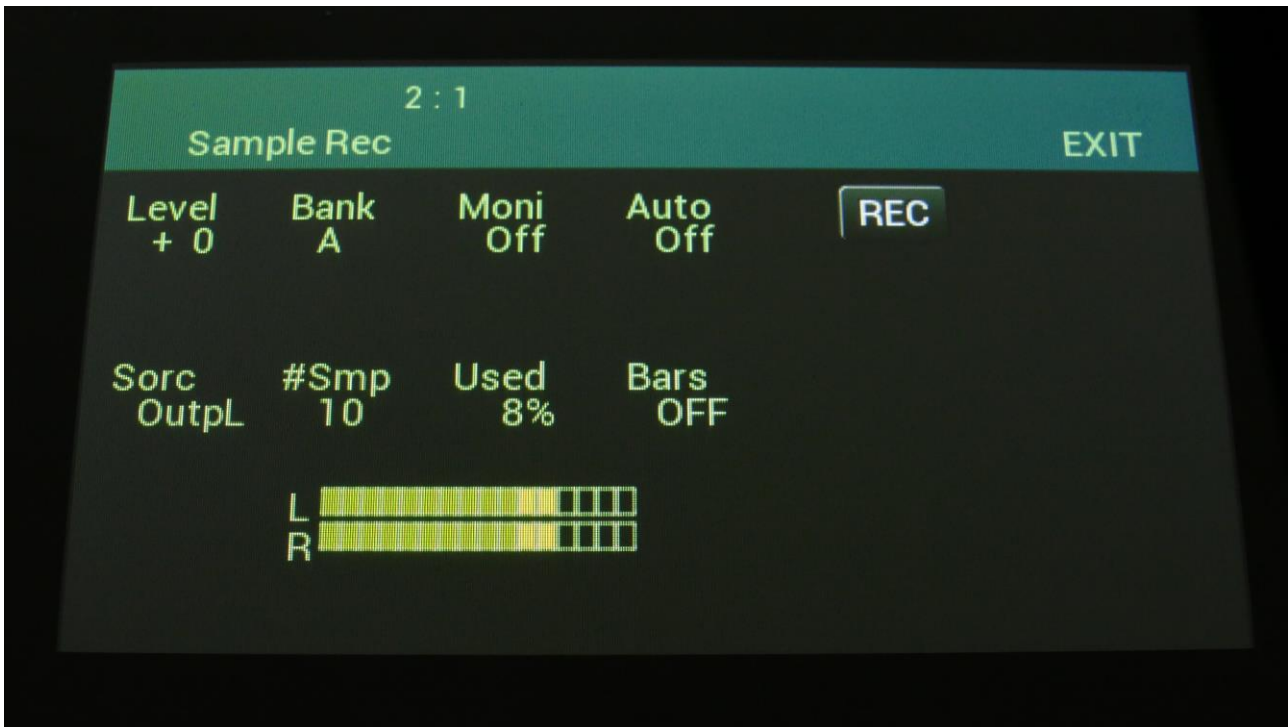 2 : 1
Sample Rec EXIT
Level Bank Moni Auto REC
+ 0 A Off Off
Sorc #Smp Used Bars
OutpL 10 8% OFF
L
R